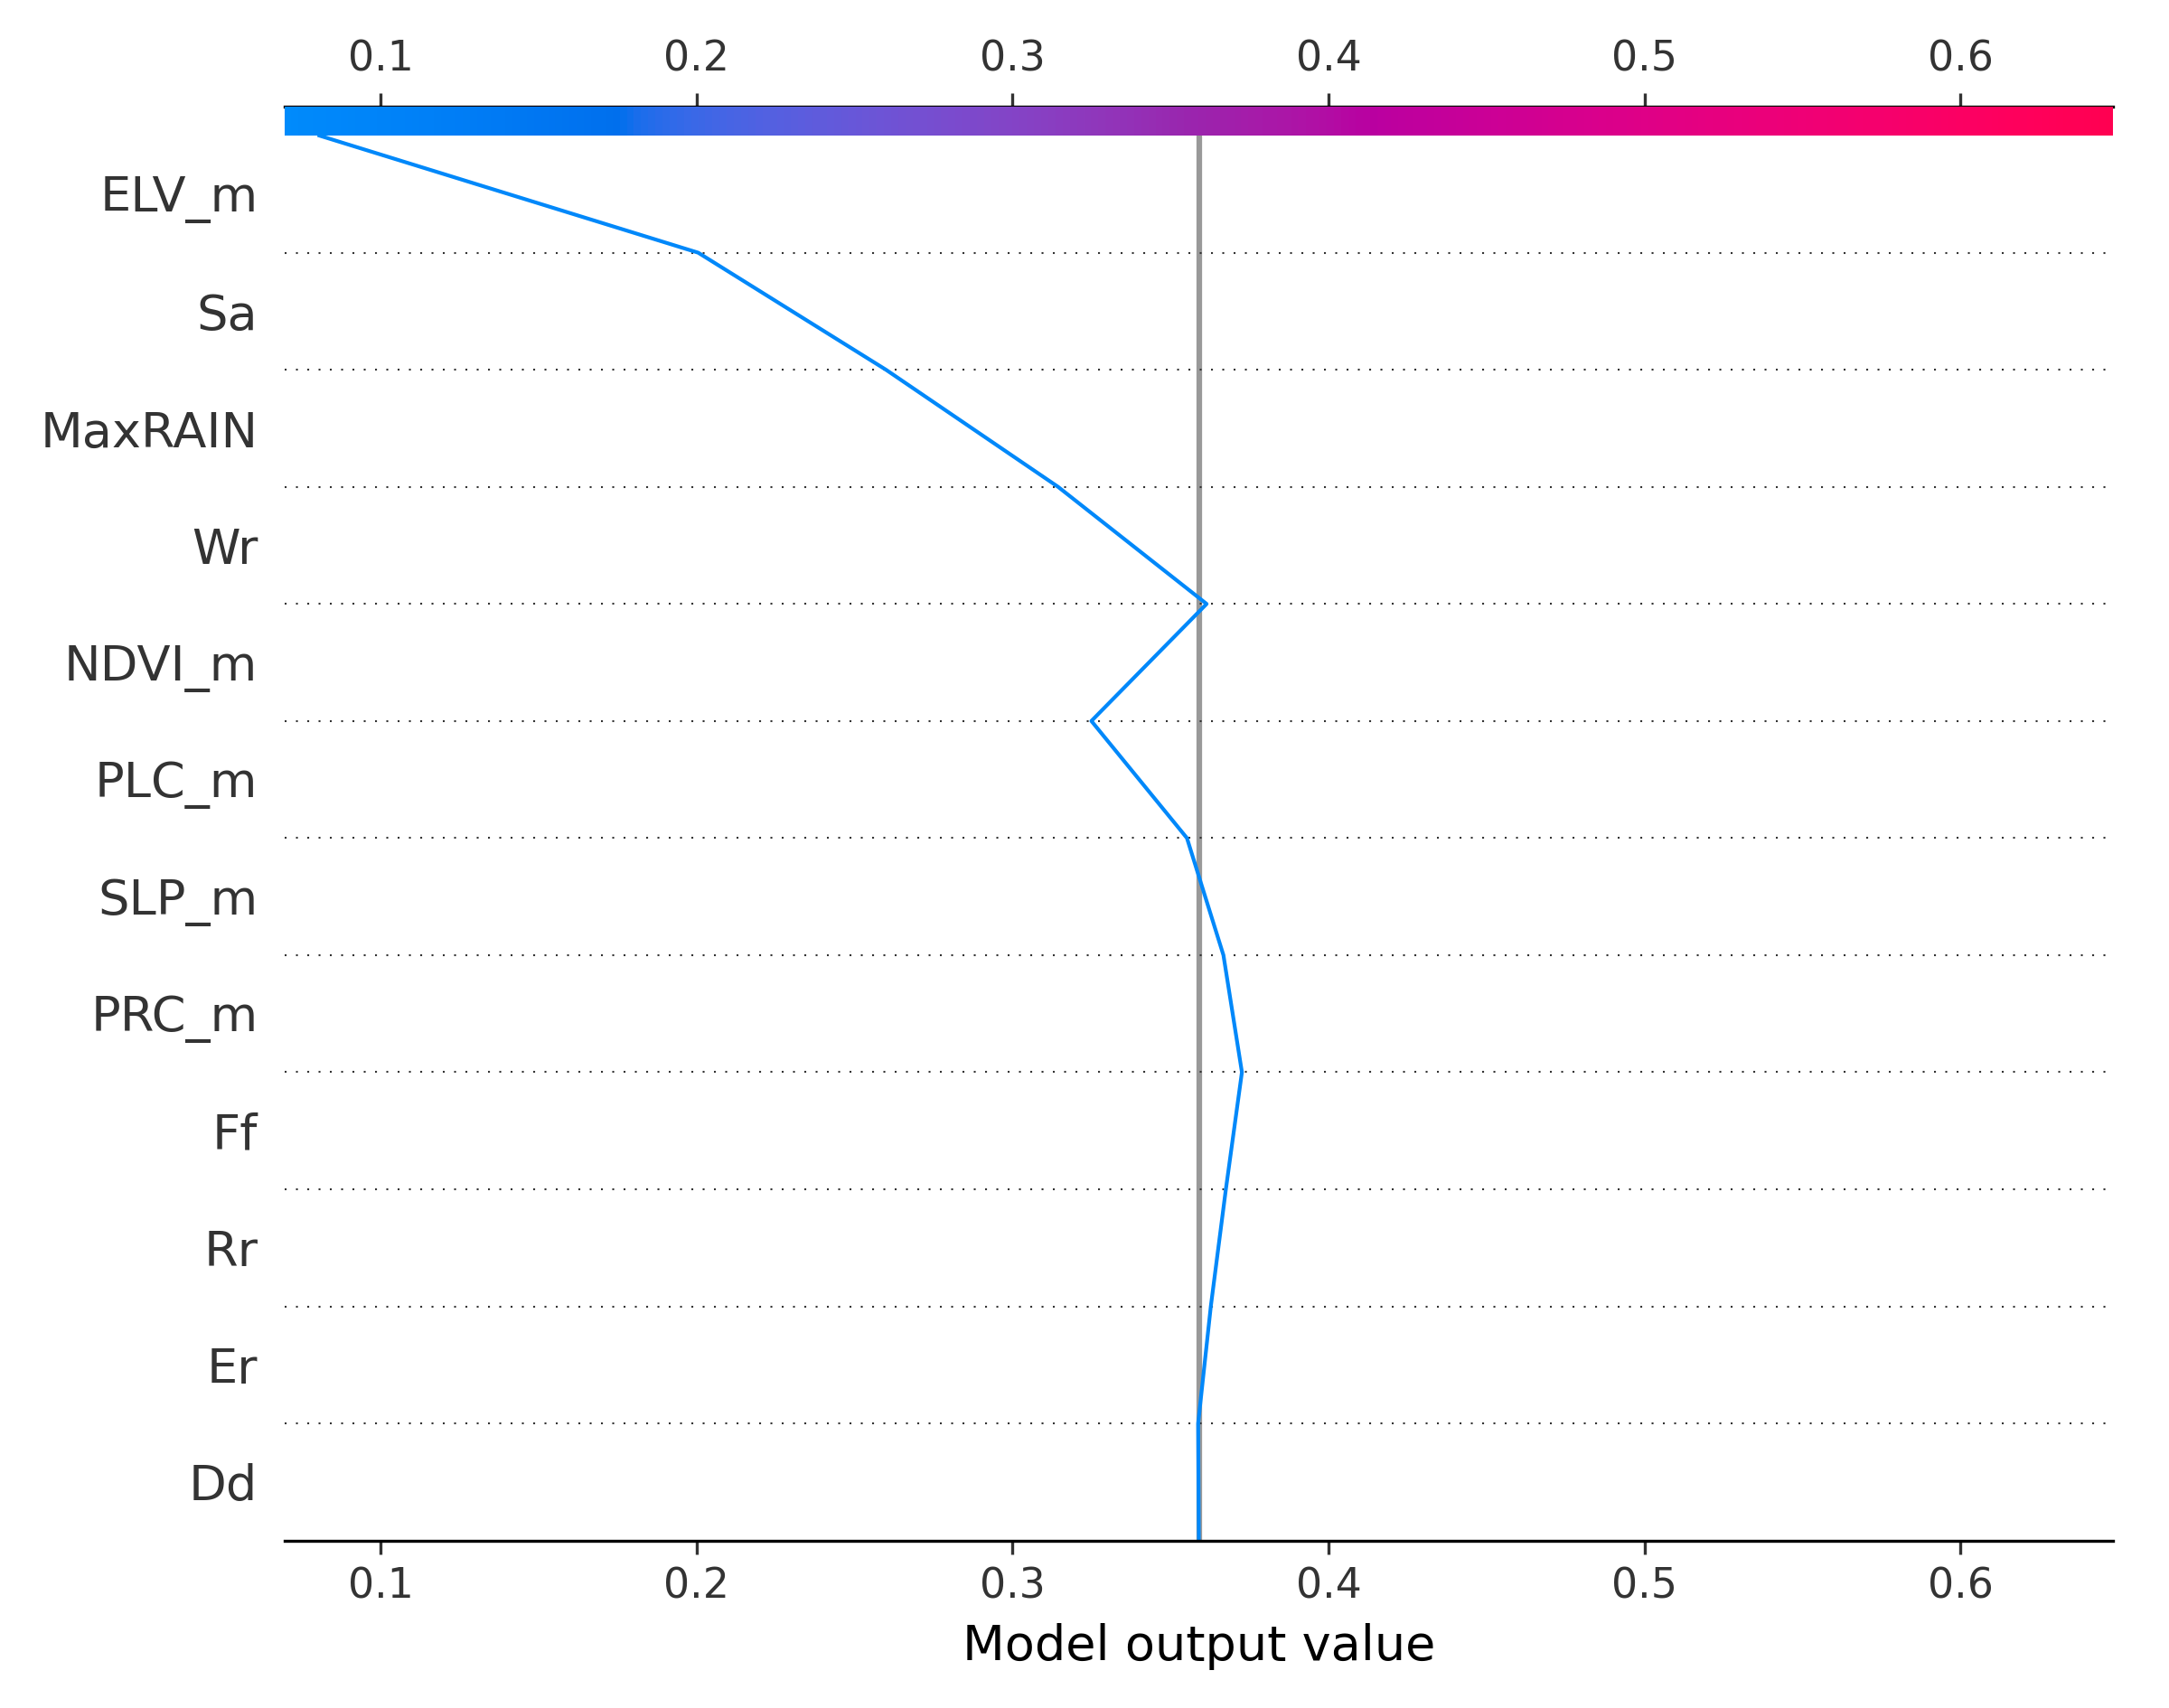 0.1 0.2 0.3 0.4 0.5 0.6
ELV_m
Sa
MaxRAIN
Wr
NDVI_m
PLC_m
SLP_m
PRC_m
Ff
Rr
Er
Dd
0.1 0.2 0.3 0.4 0.5 0.6
Model output value